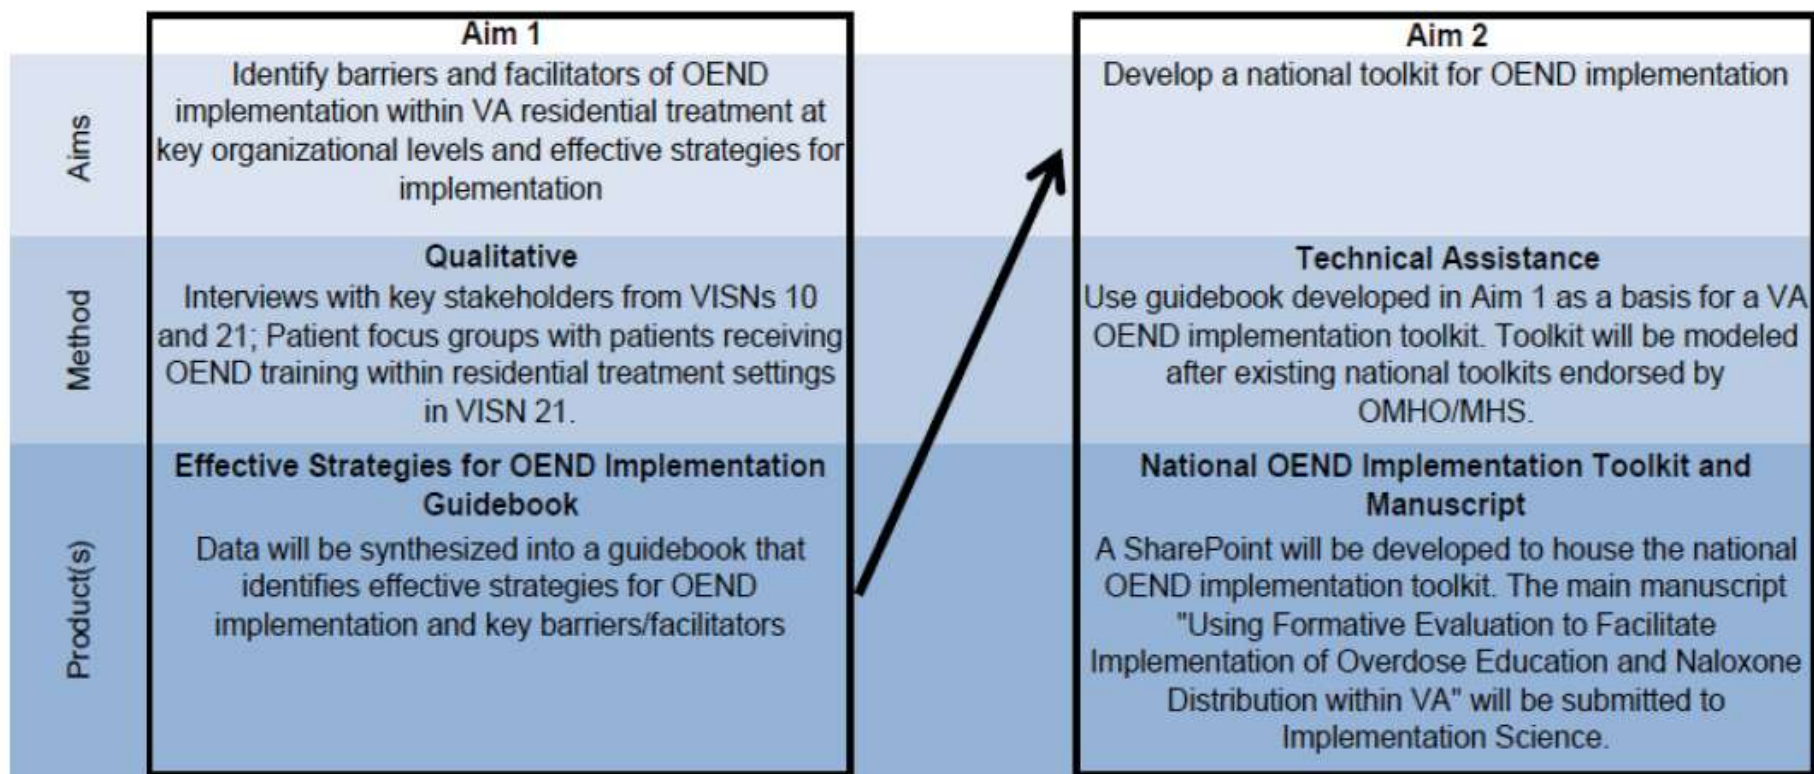 Aim 1
Aims
Identify barriers and facilitators of OEND
implementation within VA residential treatment at
key organizational levels and effective strategies for
implementation
Method
Qualitative
Interviews with key stakeholders from VISNs 10
and 21; Patient focus groups with patients receiving
OEND training within residential treatment settings
in VISN 21.
Product(s)
Effective Strategies for OEND Implementation
Guidebook
Data will be synthesized into a guidebook that
identifies effective strategies for OEND
implementation and key barriers/facilitators
Aim 2
Develop a national toolkit for OEND implementation
Technical Assistance
Use guidebook developed in Aim 1 as a basis for a VA
OEND implementation toolkit. Toolkit will be modeled
after existing national toolkits endorsed by
OMHO/MHS.
National OEND Implementation Toolkit and
Manuscript
A SharePoint will be developed to house the national
OEND implementation toolkit. The main manuscript
"Using Formative Evaluation to Facilitate
Implementation of Overdose Education and Naloxone
Distribution within VA" will be submitted to
Implementation Science.